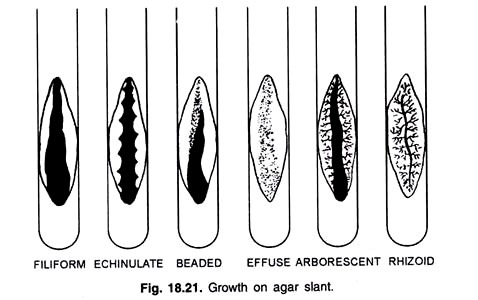 FILIFORM ECHINULATE BEADED EFFUSE ARBORESCENT RHIZOID
Fig. 18.21. Growth on agar slant.